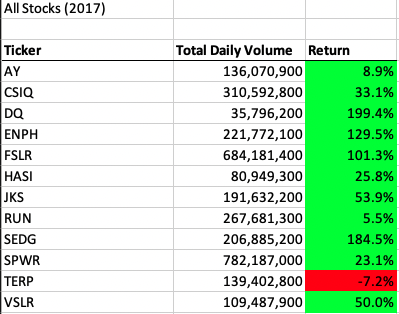 All Stocks (2017)
Ticker Total Daily Volume Return
AY 136,070,900 8.9%
CSIQ 310,592,800 33.1%
DQ 35,796,200 199.4%
ENPH 221,772,100 129.5%
FSLR 684,181,400 101.3%
HASI 80,949,300 25.8%
JKS 191,632,200 53.9%
RUN 267,681,300 5.5%
SEDG 206,885,200 184.5%
SPWR 782,187,000 23.1%
TERP 139,402,800 -7.2%
VSLR 109,487,900 50.0%